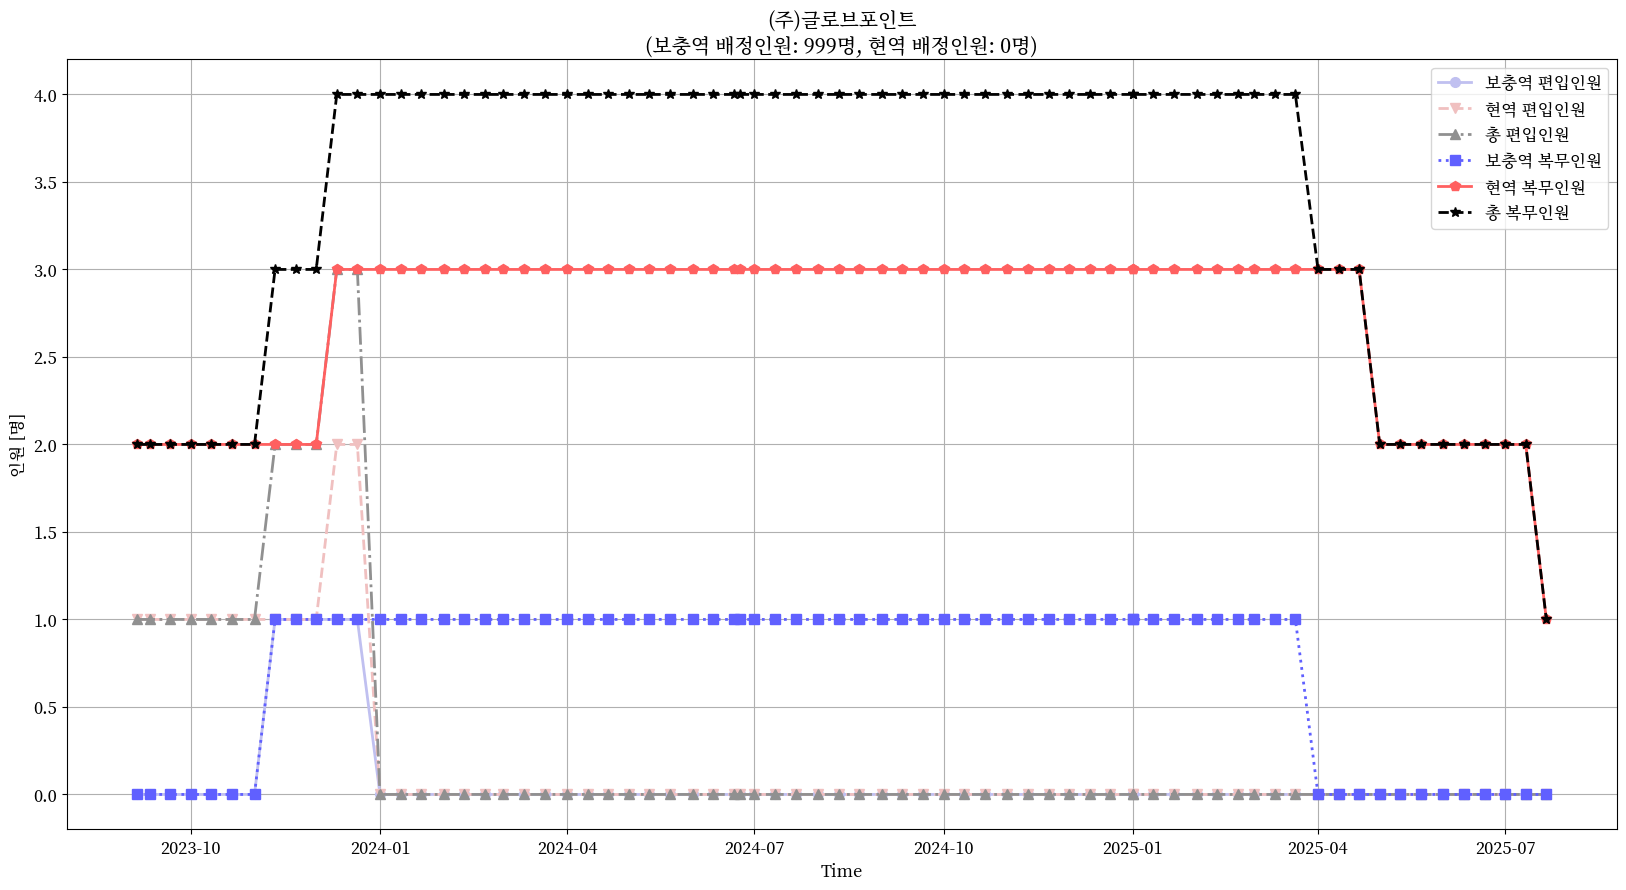 (주)글로브포인트
(보충역 배정인원: 999명, 현역 배정인원: 0명)
4.0
3.5
3.0
2.5
2.0
1.5
1.0
0.5
0.0
인원 [명]
보충역 편입인원
현역 편입인원
총 편입인원
보충역 복무인원
현역 복무인원
총 복무인원
2023-10
2024-01
2024-04
2024-07
2024-10
2025-01
2025-04
2025-07
Time